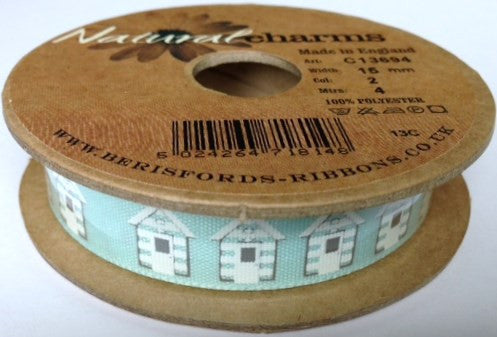 Natural charms
Made in England
Art: C13694
Width: 15 mm
Col: 2
Mtrs: 4
100% POLYESTER
13C
5 024264 718148
WWW.BERISFORDS-RIBBONS.CO.UK